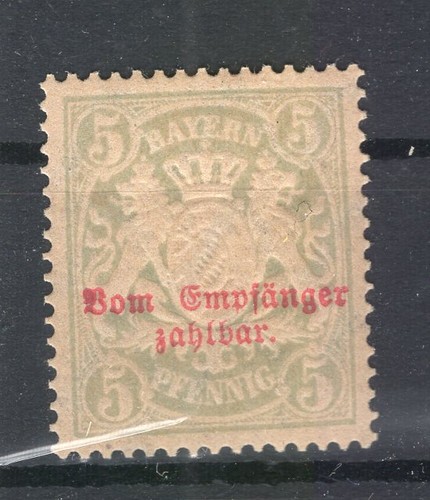 5 5
BAYERN
Vom Empfänger
zahlbar.
5 5
PFENNIG